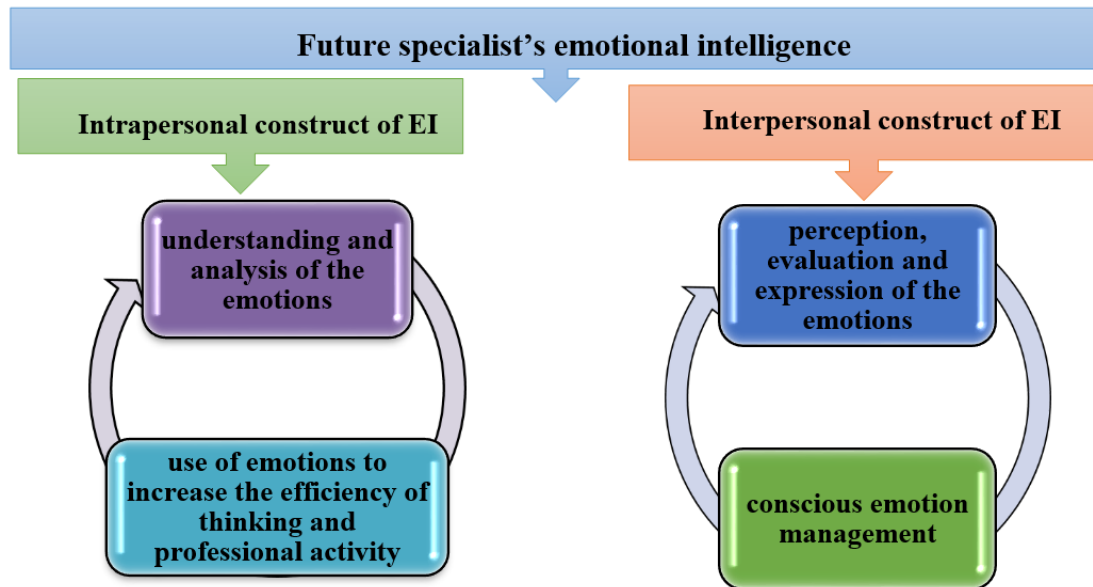 Future specialist’s emotional intelligence
Intrapersonal construct of EI
Interpersonal construct of EI
understanding and
analysis of the
emotions
use of emotions to
increase the efficiency of
thinking and
professional activity
perception,
evaluation and
expression of the
emotions
conscious emotion
management